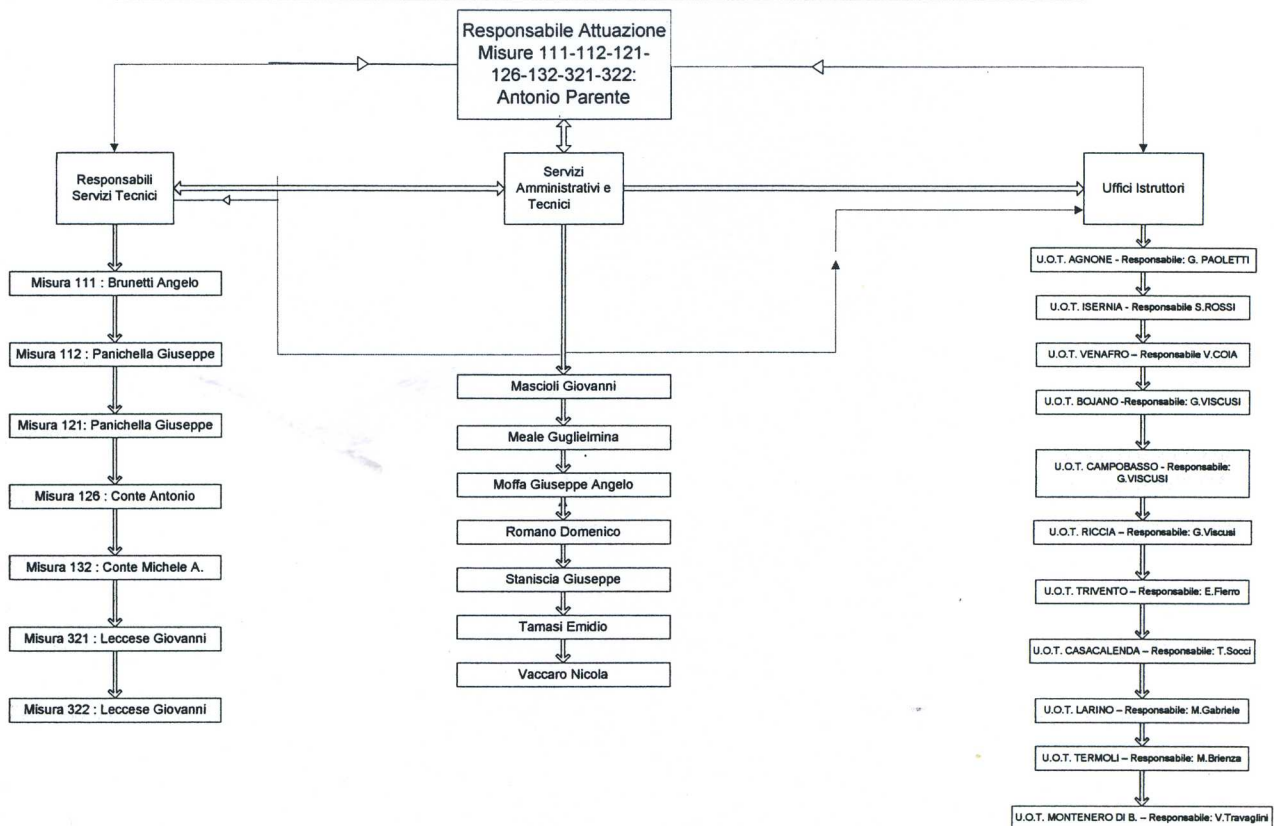 Responsabile Attuazione
Misure 111-112-121-
126-132-321-322:
Antonio Parente
Responsabili
Servizi Tecnici
Servizi
Amministrativi e
Tecnici
Uffici Istruttori
Misura 111 : Brunetti Angelo
Misura 112 : Panichella Giuseppe
Misura 121: Panichella Giuseppe
Misura 126 : Conte Antonio
Misura 132 : Conte Michele A.
Misura 321 : Leccese Giovanni
Misura 322 : Leccese Giovanni
Mascioli Giovanni
Meale Guglielmina
Moffa Giuseppe Angelo
Romano Domenico
Staniscia Giuseppe
Tamasi Emidio
Vaccaro Nicola
U.O.T. AGNONE - Responsabile: G. PAOLETTI
U.O.T. ISERNIA - Responsabile S.ROSSI
U.O.T. VENAFRO – Responsabile V.COIA
U.O.T. BOJANO -Responsabile: G.VISCUSI
U.O.T. CAMPOBASSO - Responsabile:
G.VISCUSI
U.O.T. RICCIA – Responsabile: G.Viscusi
U.O.T. TRIVENTO – Responsabile: E.Fierro
U.O.T. CASACALENDA – Responsabile: T.Socci
U.O.T. LARINO – Responsabile: M.Gabriele
U.O.T. TERMOLI – Responsabile: M.Brienza
U.O.T. MONTENERO DI B. – Responsabile: V.Travaglini